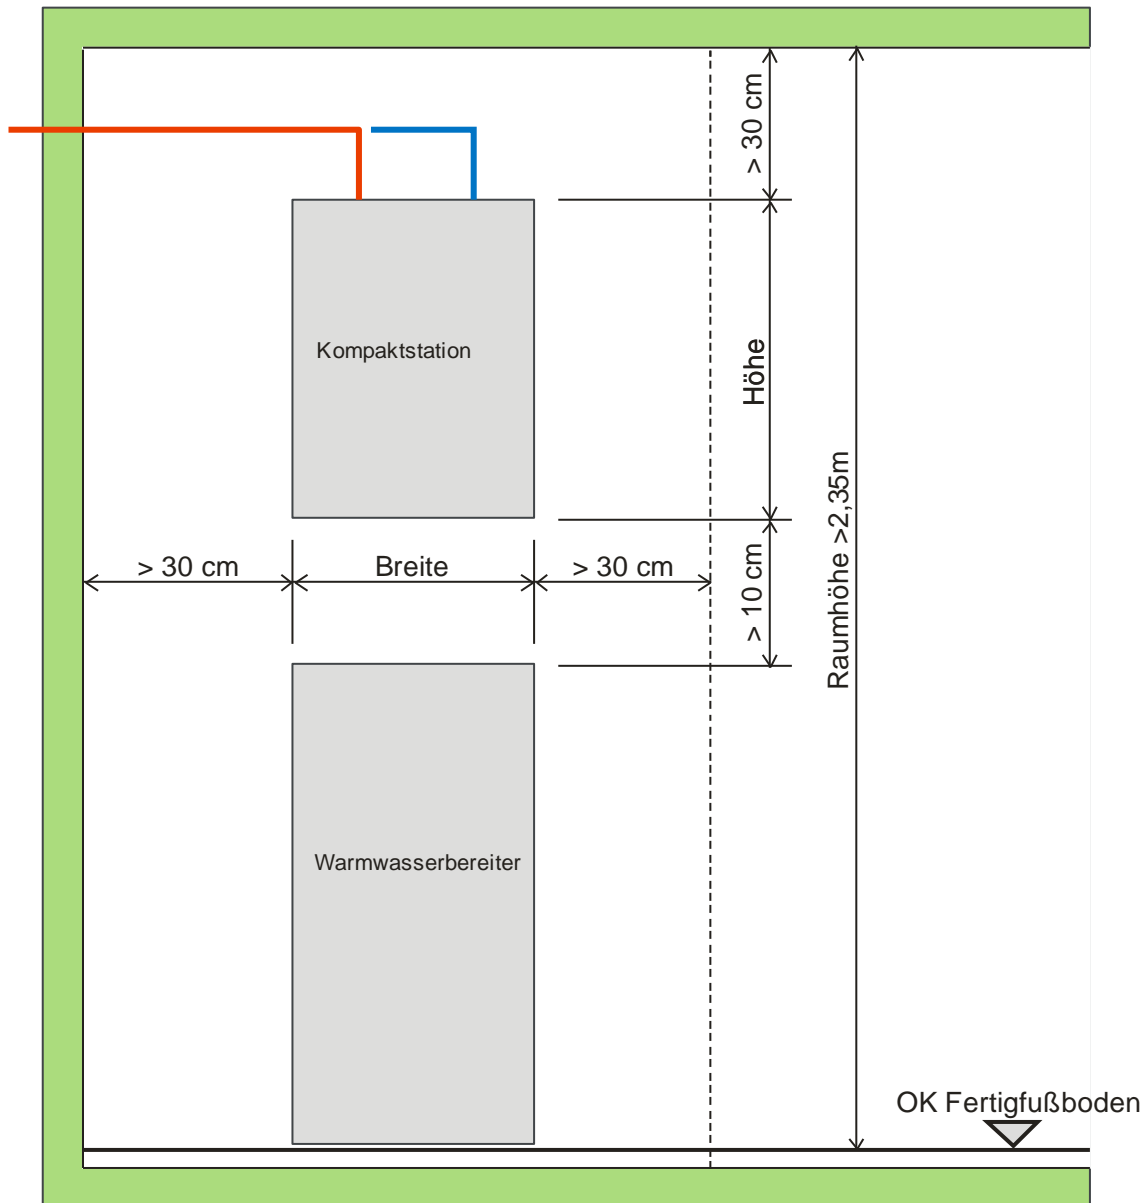 > 30 cm
Kompaktstation
Höhe
Raumhöhe >2,35m
> 30 cm
Breite
> 30 cm
> 10 cm
Warmwasserbereiter
OK Fertigfußboden